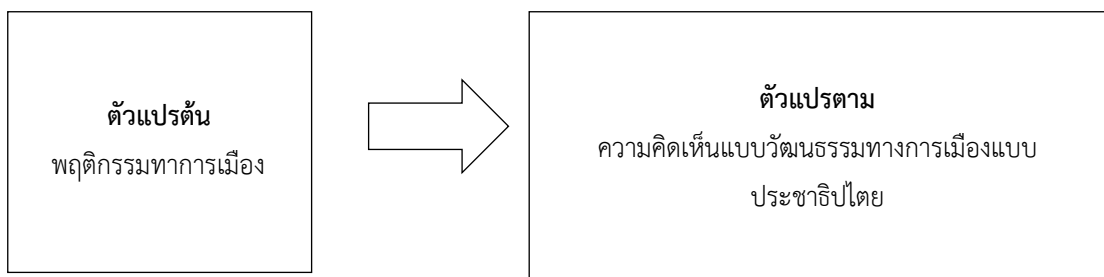 ตัวแปรต้น
พฤติกรรมทาการเมือง
ตัวแปรตาม
ความคิดเห็นแบบวัฒนธรรมทางการเมืองแบบ
ประชาธิปไตย